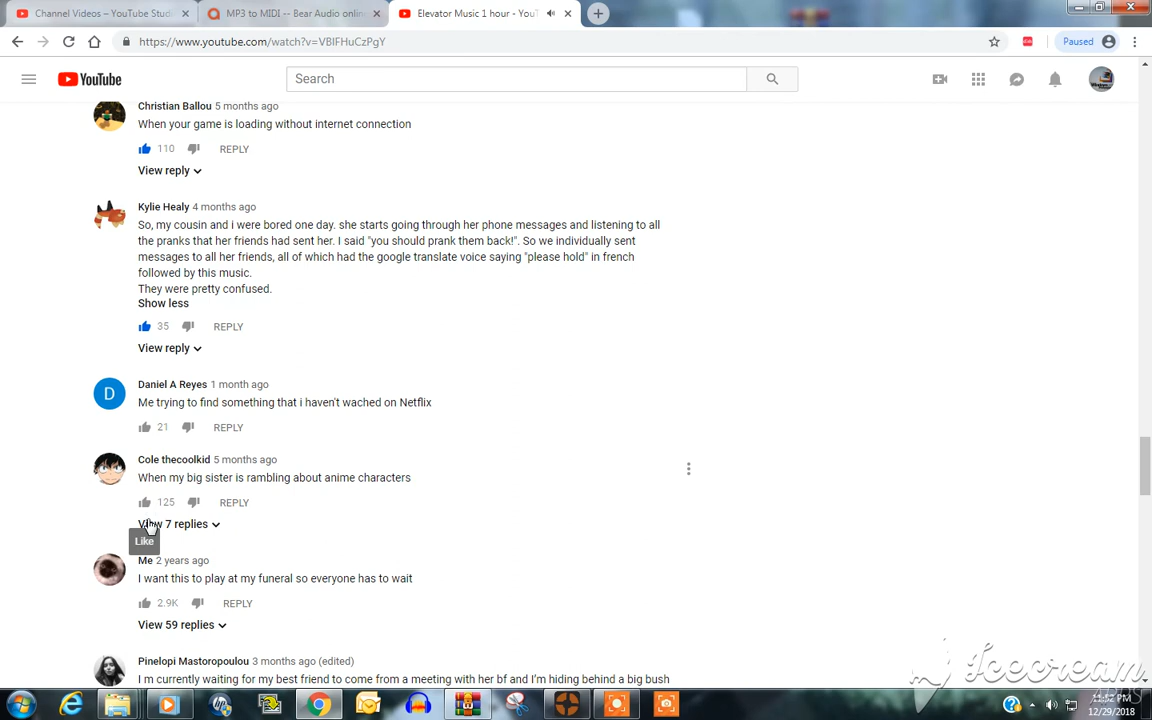 Channel Videos – YouTube Stud
MP3 to MIDI -- Bear Audio onlin
Elevator Music 1 hour - YouT
https://www.youtube.com/watch?v=VBIFHuCzPgY
Paused
YouTube
Search
Christian Ballou 5 months ago
When your game is loading without internet connection
110 REPLY
View reply
Kylie Healy 4 months ago
So, my cousin and i were bored one day. she starts going through her phone messages and listening to all
the pranks that her friends had sent her. I said "you should prank them back!". So we individually sent
messages to all her friends, all of which had the google translate voice saying "please hold" in french
followed by this music.
They were pretty confused.
Show less
35 REPLY
View reply
D
Daniel A Reyes 1 month ago
Me trying to find something that i haven't wached on Netflix
21 REPLY
Cole thecoolkid 5 months ago
When my big sister is rambling about anime characters
125 REPLY
View 7 replies
Like
Me 2 years ago
I want this to play at my funeral so everyone has to wait
2.9K REPLY
View 59 replies
Pinelopi Mastoropoulou 3 months ago (edited)
I m currently waiting for my best friend to come from a meeting with her bf and I'm hiding behind a big bush
Icecream
APPS
11:52 PM
12/29/2018